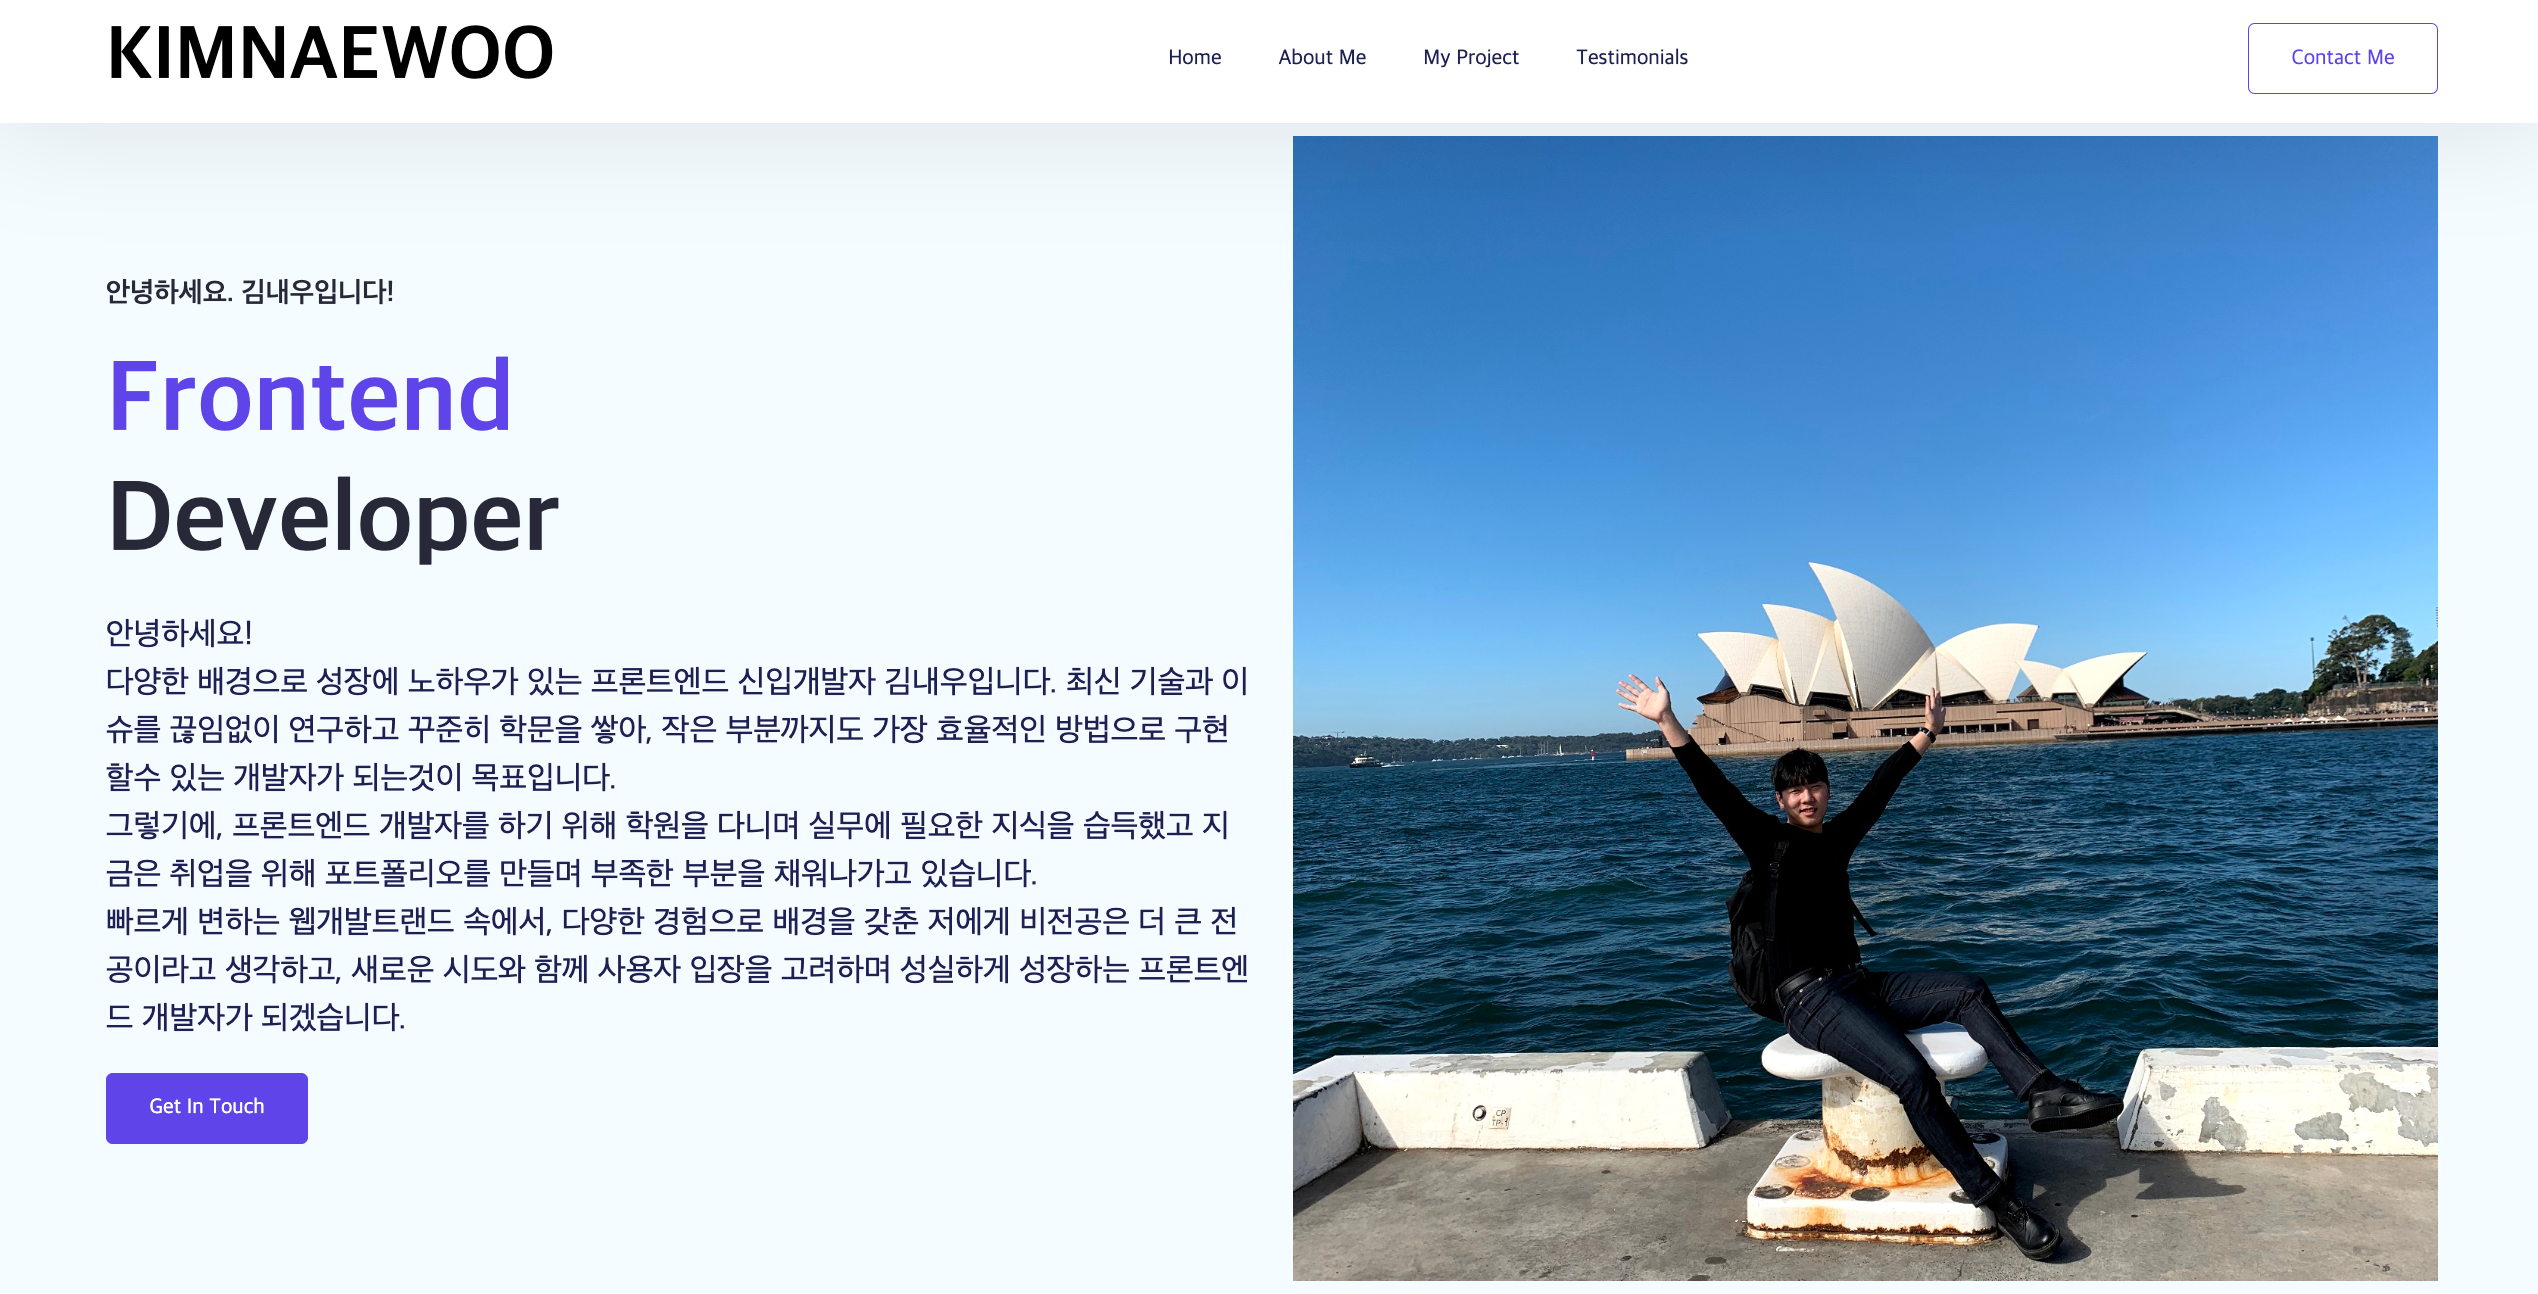 KIMNAEWOO
Home
About Me
My Project
Testimonials
Contact Me
안녕하세요. 김내우입니다!
Frontend
Developer
안녕하세요!
다양한 배경으로 성장에 노하우가 있는 프론트엔드 신입개발자 김내우입니다. 최신 기술과 이
슈를 끊임없이 연구하고 꾸준히 학문을 쌓아, 작은 부분까지도 가장 효율적인 방법으로 구현
할수 있는 개발자가 되는것이 목표입니다.
그렇기에, 프론트엔드 개발자를 하기 위해 학원을 다니며 실무에 필요한 지식을 습득했고 지
금은 취업을 위해 포트폴리오를 만들며 부족한 부분을 채워나가고 있습니다.
빠르게 변하는 웹개발트랜드 속에서, 다양한 경험으로 배경을 갖춘 저에게 비전공은 더 큰 전
공이라고 생각하고, 새로운 시도와 함께 사용자 입장을 고려하며 성실하게 성장하는 프론트엔
드 개발자가 되겠습니다.
Get In Touch
CP